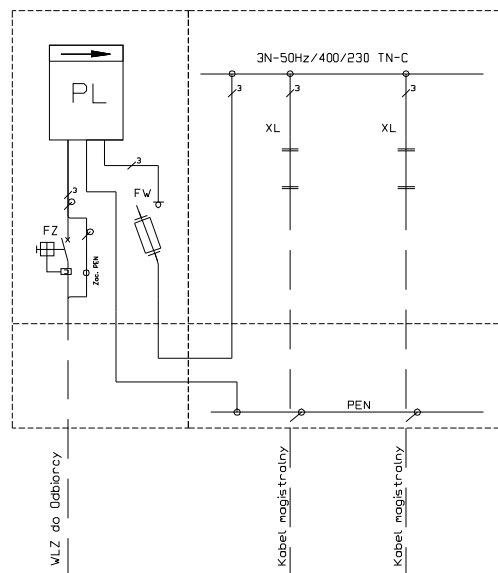 3N-50Hz/400/230 TN-C
PL
3
3
3
XL
XL
3
FW
3
FZ
Zac. PEN
PEN
WLZ do Odbiorcy
Kabel magistralny
Kabel magistralny